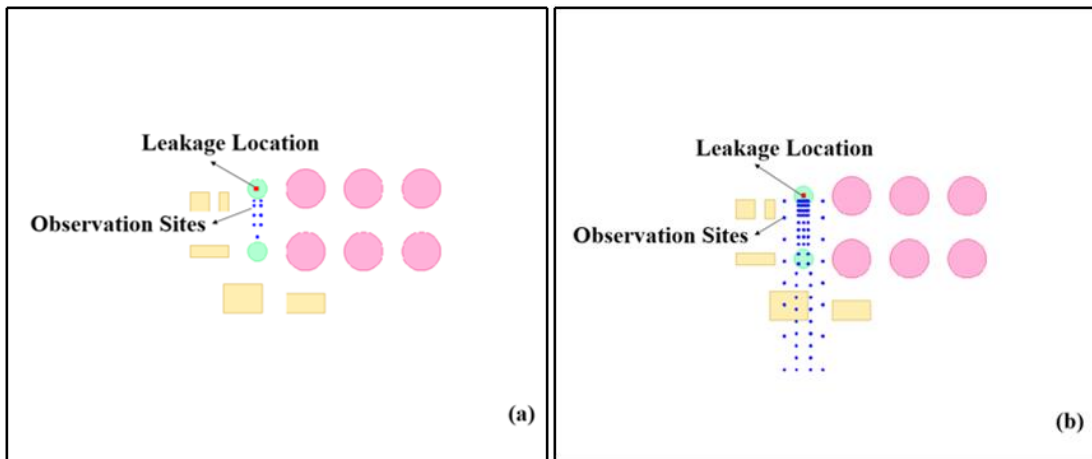 Leakage Location
Observation Sites
(a)
Leakage Location
Observation Sites
(b)